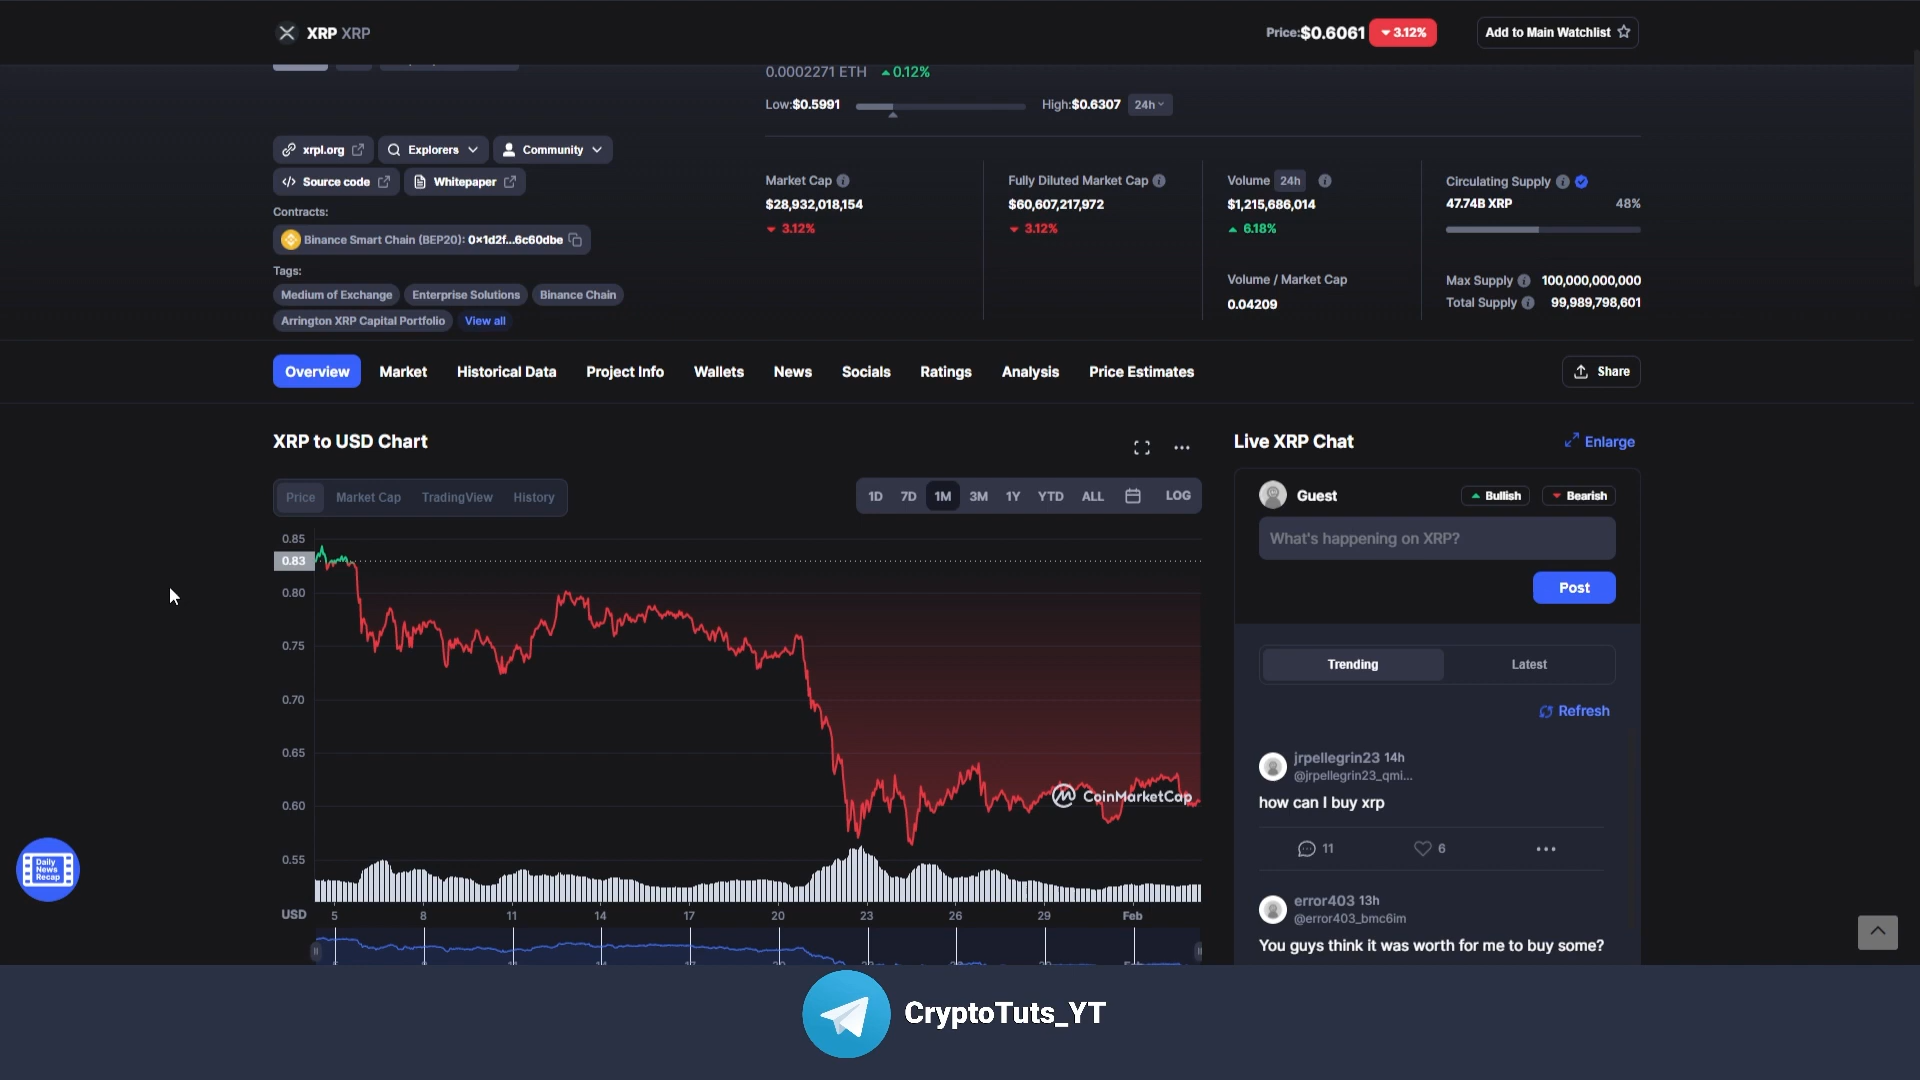 XRP XRP
Price:$0.6061 3.12%
Add to Main Watchlist
0.0002271 ETH 0.12%
Low:$0.5991 High:$0.6307 24h
xrpl.org Explorers Community
Source code Whitepaper
Contracts:
Binance Smart Chain (BEP20): 0x1d2f...6c60dbe
Tags:
Medium of Exchange Enterprise Solutions Binance Chain
Arrington XRP Capital Portfolio View all
Market Cap
$28,932,018,154
3.12%
Fully Diluted Market Cap
$60,607,217,972
3.12%
Volume 24h
$1,215,686,014
6.18%
Volume / Market Cap
0.04209
Circulating Supply
47.74B XRP 48%
Max Supply 100,000,000,000
Total Supply 99,989,798,601
Overview Market Historical Data Project Info Wallets News Socials Ratings Analysis Price Estimates
Share
XRP to USD Chart
Price Market Cap TradingView History
1D 7D 1M 3M 1Y YTD ALL LOG
0.85
0.83
0.80
0.75
0.70
0.65
0.60
0.55
CoinMarketCap
USD 5 8 11 14 17 20 23 26 29 Feb
Live XRP Chat
Enlarge
Guest
Bullish Bearish
What's happening on XRP?
Post
Trending Latest
Refresh
jrpellegrin23 14h
@jrpellegrin23_qmi...
how can I buy xrp
11 6
error403 13h
@error403_bmc6im
You guys think it was worth for me to buy some?
Daily
News
Recap
CryptoTuts_YT